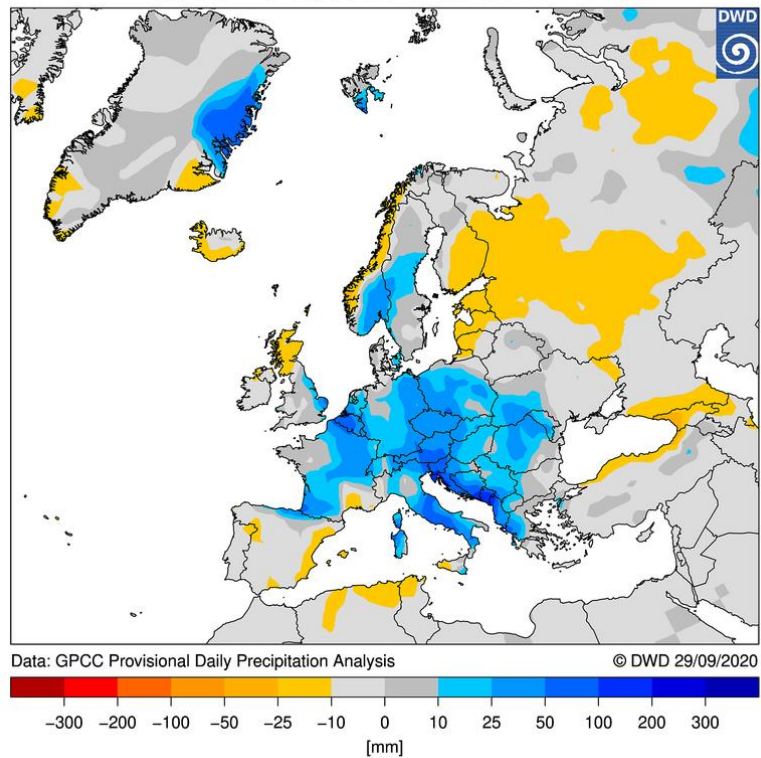 DWD
Data: GPCC Provisional Daily Precipitation Analysis © DWD 29/09/2020
−300 −200 −100 −50 −25 −10 0 10 25 50 100 200 300
[mm]